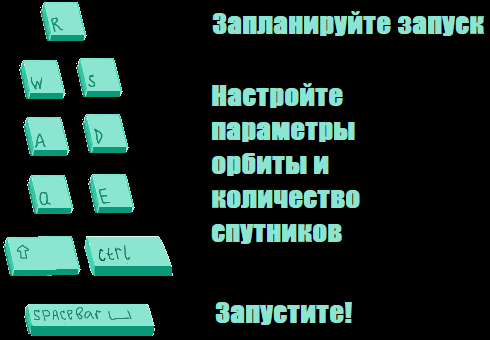 R Запланируйте запуск
W S
Настройте
параметры
A D
орбиты и
количество
Q E
спутников
⇧ ctrl
SPACEBar Запустите!